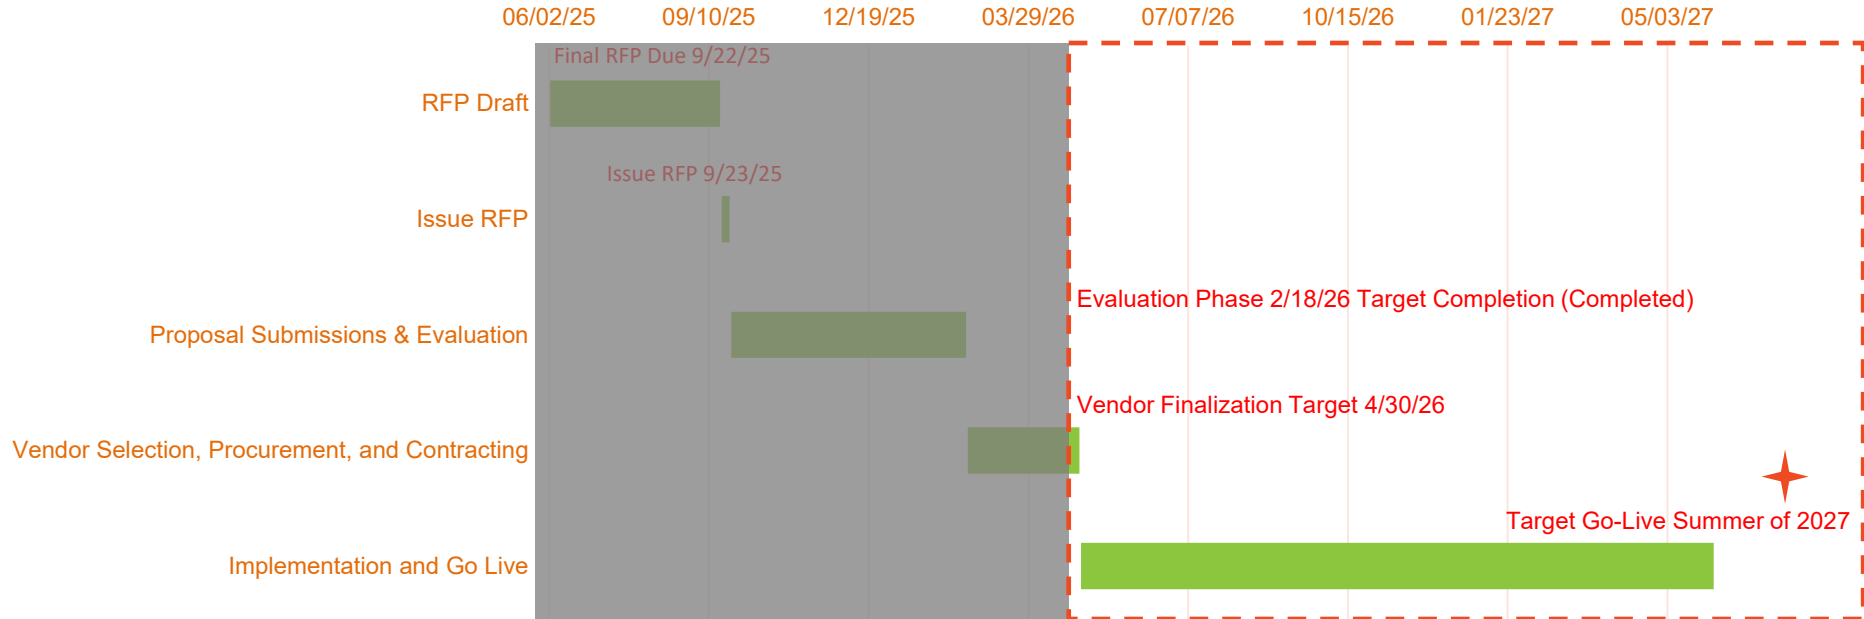 06/02/25 09/10/25 12/19/25 03/29/26 07/07/26 10/15/26 01/23/27 05/03/27
Final RFP Due 9/22/25
RFP Draft
Issue RFP 9/23/25
Issue RFP
Evaluation Phase 2/18/26 Target Completion (Completed)
Proposal Submissions & Evaluation
Vendor Finalization Target 4/30/26
Vendor Selection, Procurement, and Contracting
Target Go-Live Summer of 2027
Implementation and Go Live